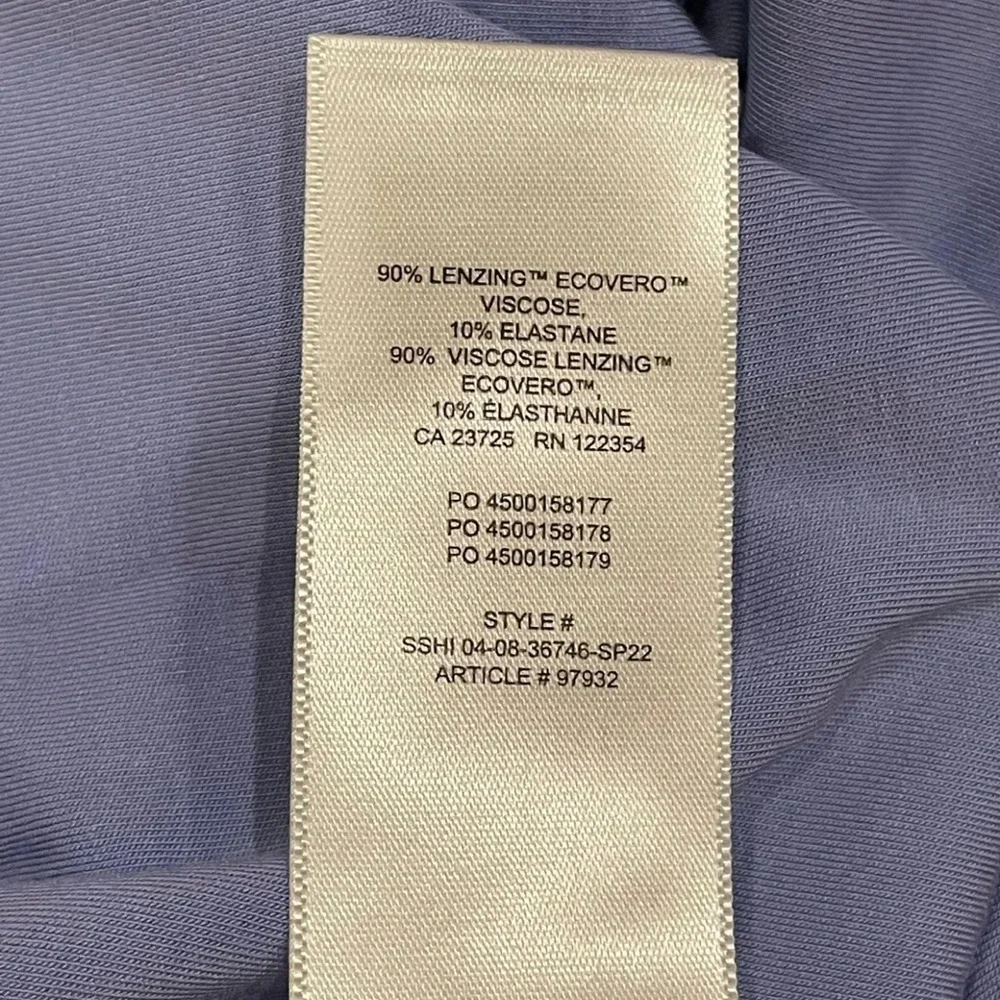 90% LENZING™ ECOVERO™
VISCOSE,
10% ELASTANE
90% VISCOSE LENZING™
ECOVERO™,
10% ÉLASTHANNE
CA 23725 RN 122354
PO 4500158177
PO 4500158178
PO 4500158179
STYLE #
SSHI 04-08-36746-SP22
ARTICLE # 97932